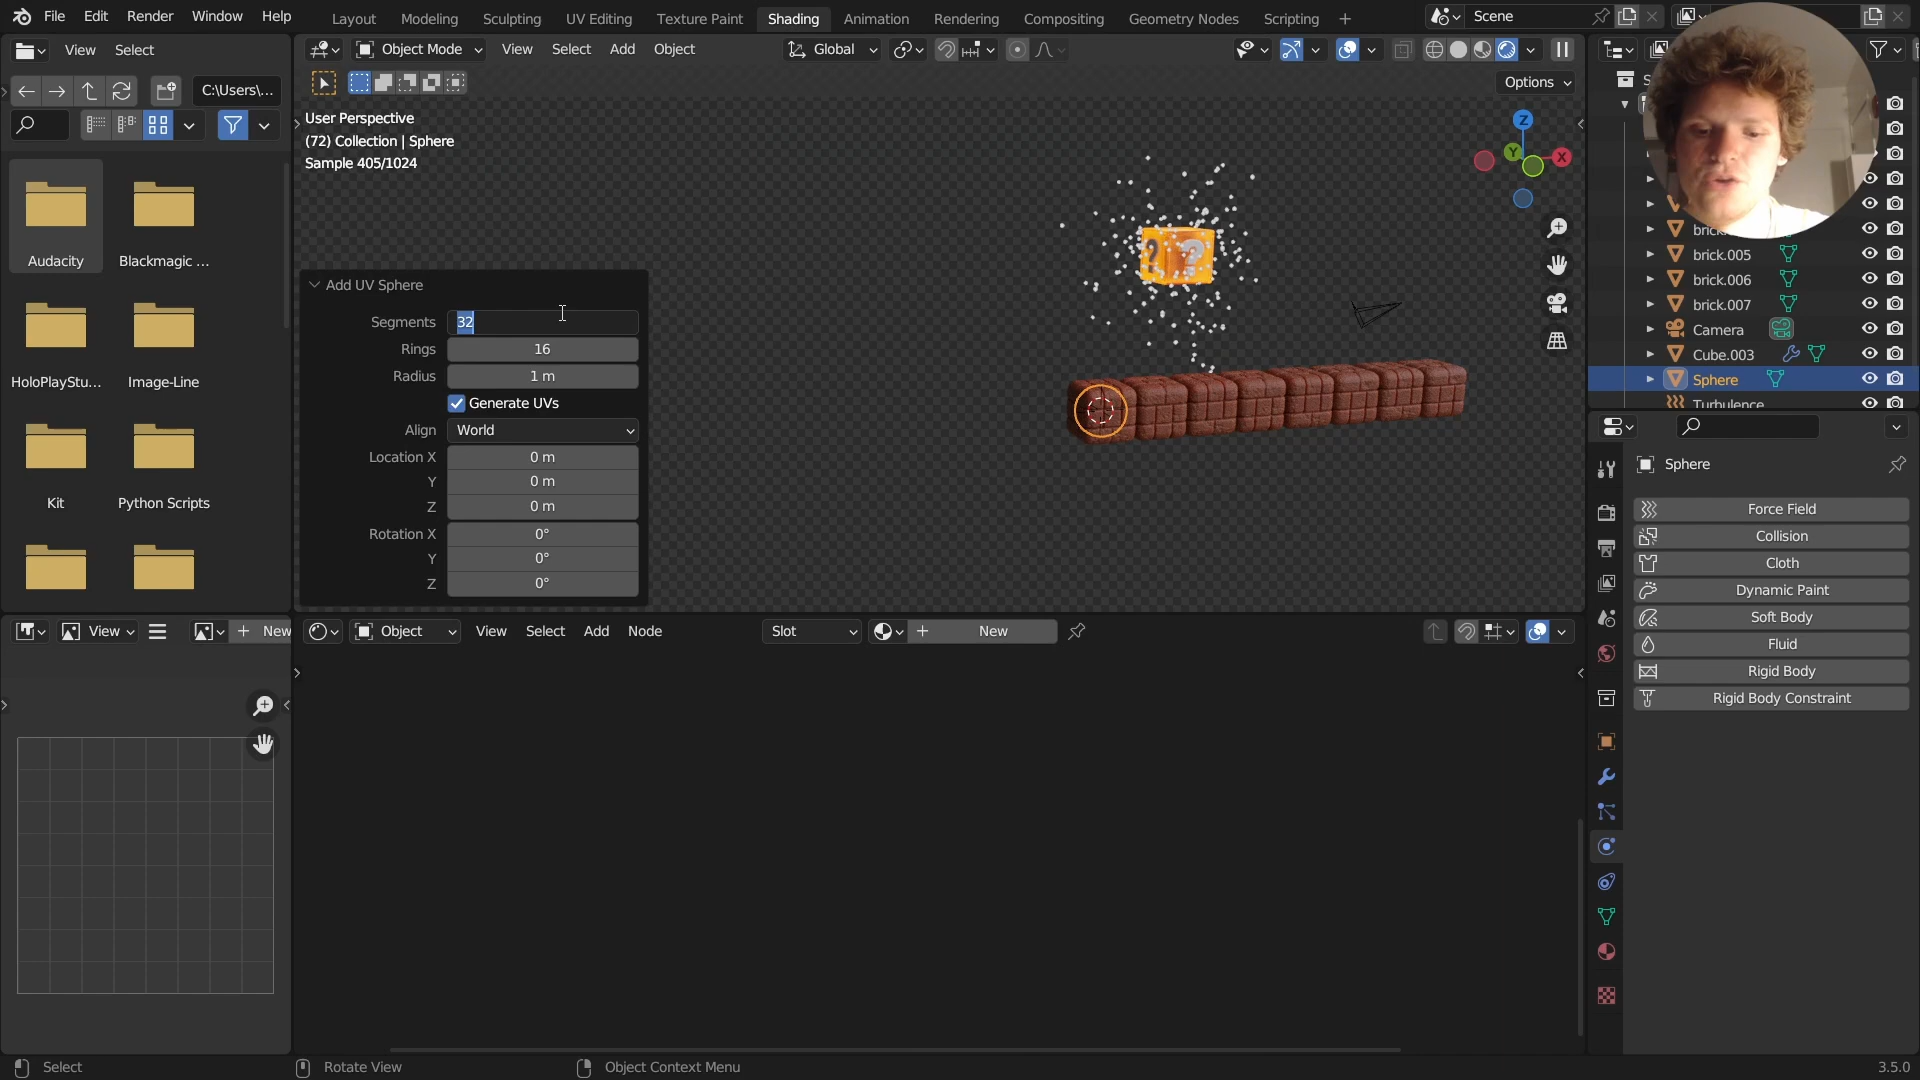 File Edit Render Window Help
Layout Modeling Sculpting UV Editing Texture Paint Shading Animation Rendering Compositing Geometry Nodes Scripting +
Scene
View Select
Object Mode View Select Add Object
Global
C:\Users\...
Options
User Perspective
(72) Collection | Sphere
Sample 405/1024
Z
Y
X
Audacity
Blackmagic ...
HoloPlayStu...
Image-Line
Kit
Python Scripts
Add UV Sphere
Segments 32
Rings 16
Radius 1 m
Generate UVs
Align World
Location X 0 m
Y 0 m
Z 0 m
Rotation X 0°
Y 0°
Z 0°
? ?
brick.005
brick.006
brick.007
Camera
Cube.003
Sphere
Turbulence
Sphere
Force Field
Collision
Cloth
Dynamic Paint
Soft Body
Fluid
Rigid Body
Rigid Body Constraint
View
+ New
Object View Select Add Node
Slot
+ New
Select
Rotate View
Object Context Menu
3.5.0